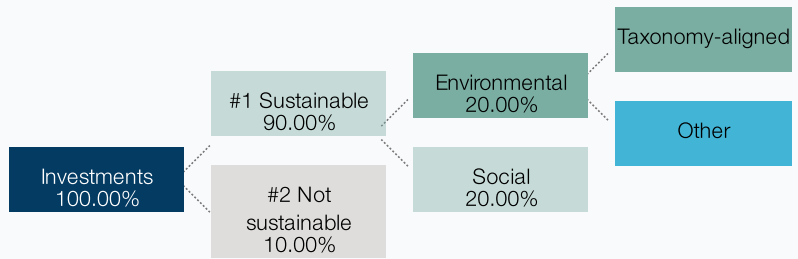 Investments
100.00%
#1 Sustainable
90.00%
#2 Not
sustainable
10.00%
Environmental
20.00%
Social
20.00%
Taxonomy-aligned
Other